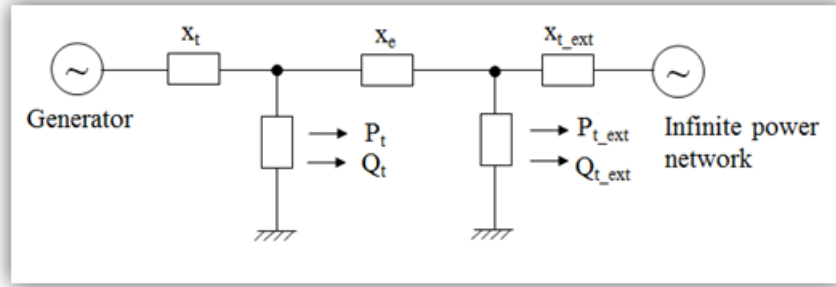 x_t
x_e
x_t_ext
~
~
Generator
P_t
Q_t
P_t_ext
Q_t_ext
Infinite power
network